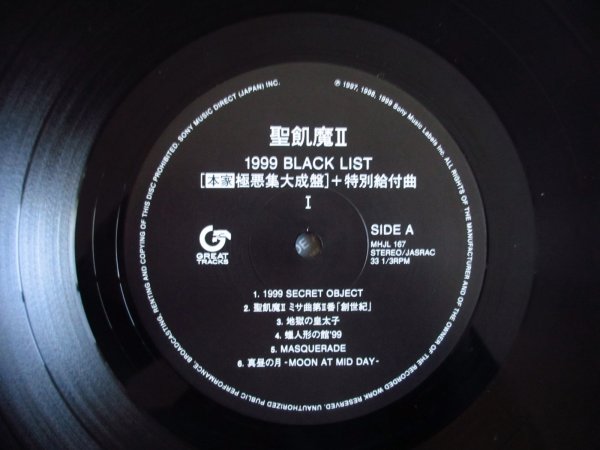 聖飢魔Ⅱ
1999 BLACK LIST
[本家極悪集大成盤]+特別給付曲
I
GREAT
TRACKS
SIDE A
MHJL 167
STEREO/JASRAC
33 1/3RPM
1. 1999 SECRET OBJECT
2. 聖飢魔Ⅱ ミサ曲第Ⅱ番「創世紀」
3. 地獄の皇太子
4. 蠟人形の館'99
5. MASQUERADE
6. 真昼の月 -MOON AT MID DAY-
℗ 1997, 1998, 1999 Sony Music Labels Inc. ALL RIGHTS OF THE MANUFACTURER AND OF THE OWNER OF THE RECORDED WORK RESERVED. UNAUTHORIZED PUBLIC PERFORMANCE, BROADCASTING, RENTING AND COPYING OF THIS DISC PROHIBITED. SONY MUSIC DIRECT (JAPAN) INC.